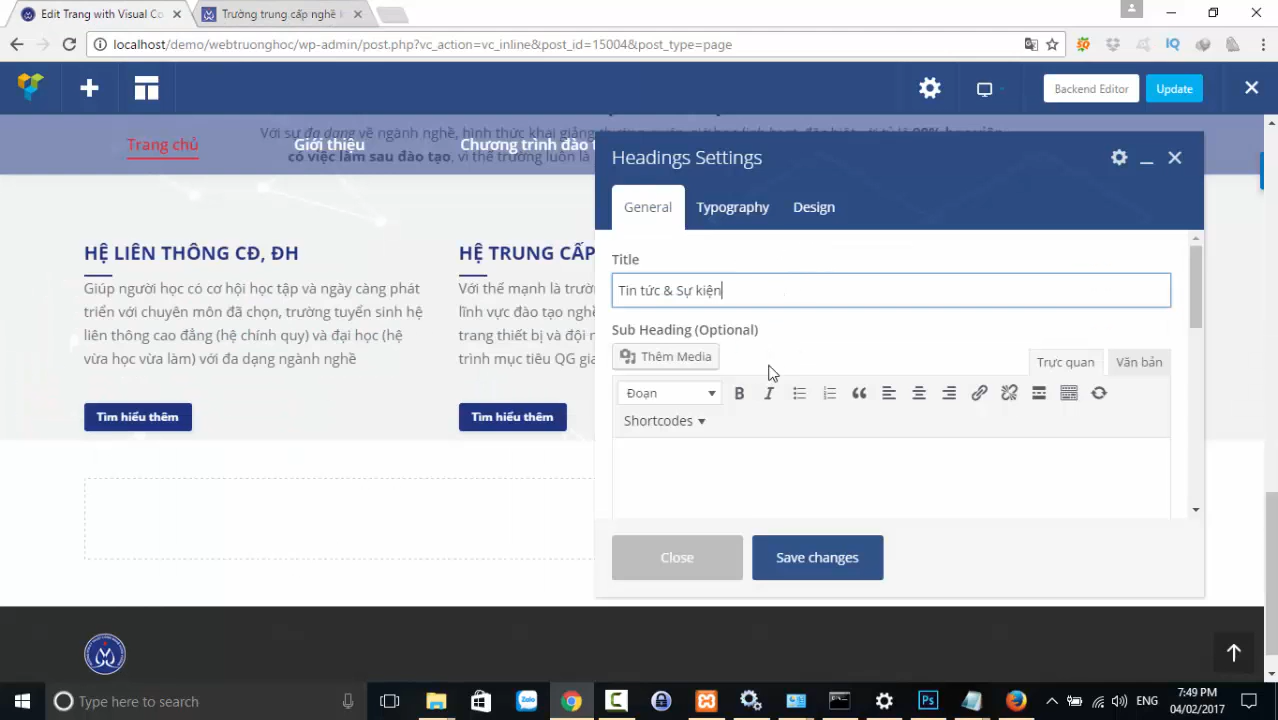 Edit Trang with Visual Co
Trường trung cấp nghề k
localhost/demo/webtruonghoc/wp-admin/post.php?vc_action=vc_inline&post_id=15004&post_type=page
IQ
Backend Editor
Update
Với sự đa dạng về ngành nghề, hình thức khai giảng
Trang chủ
Giới thiệu
Chương trình đào t
có việc làm sau đào tạo, vì thế trường luôn là
Headings Settings
General
Typography
Design
HỆ LIÊN THÔNG CĐ, ĐH
Giúp người học có cơ hội học tập và ngày càng phát
triển với chuyên môn đã chọn, trường tuyển sinh hệ
liên thông cao đẳng (hệ chính quy) và đại học (hệ
vừa học vừa làm) với đa dạng ngành nghề
Tìm hiểu thêm
HỆ TRUNG CẤP
Với thế mạnh là trườn
lĩnh vực đào tạo nghề
trang thiết bị và đội n
trình mục tiêu QG gia
Tìm hiểu thêm
Title
Tin tức & Sự kiện
Sub Heading (Optional)
Thêm Media
Trực quan
Văn bản
Đoạn
B
I
Shortcodes
Close
Save changes
Type here to search
Zalo
Ps
ENG
7:49 PM
04/02/2017